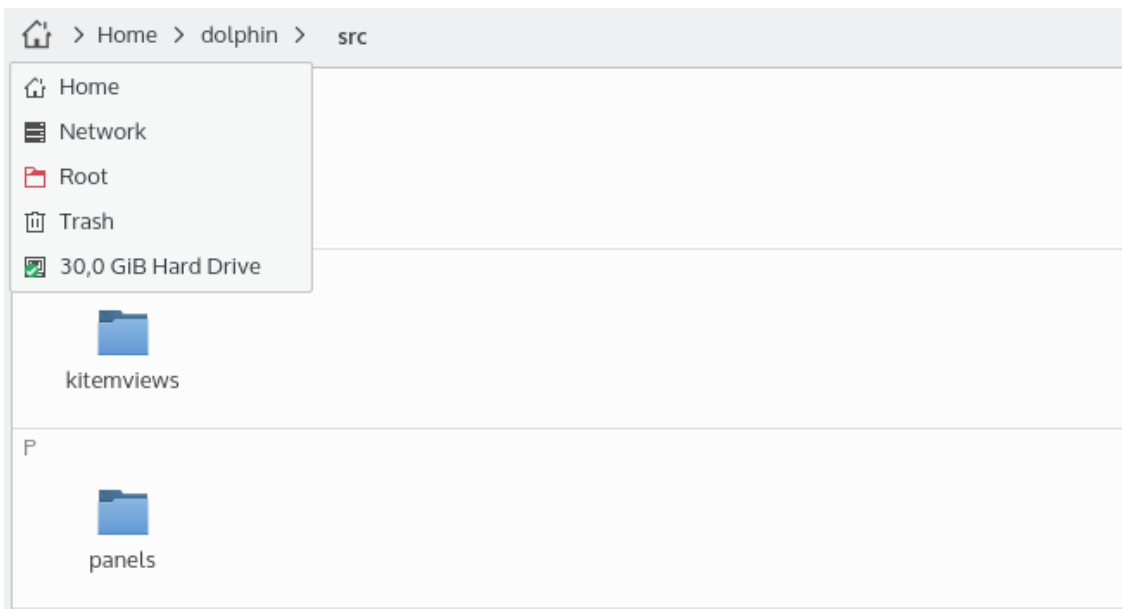 > Home > dolphin > src
Home
Network
Root
Trash
30,0 GiB Hard Drive
kitemviews
P
panels